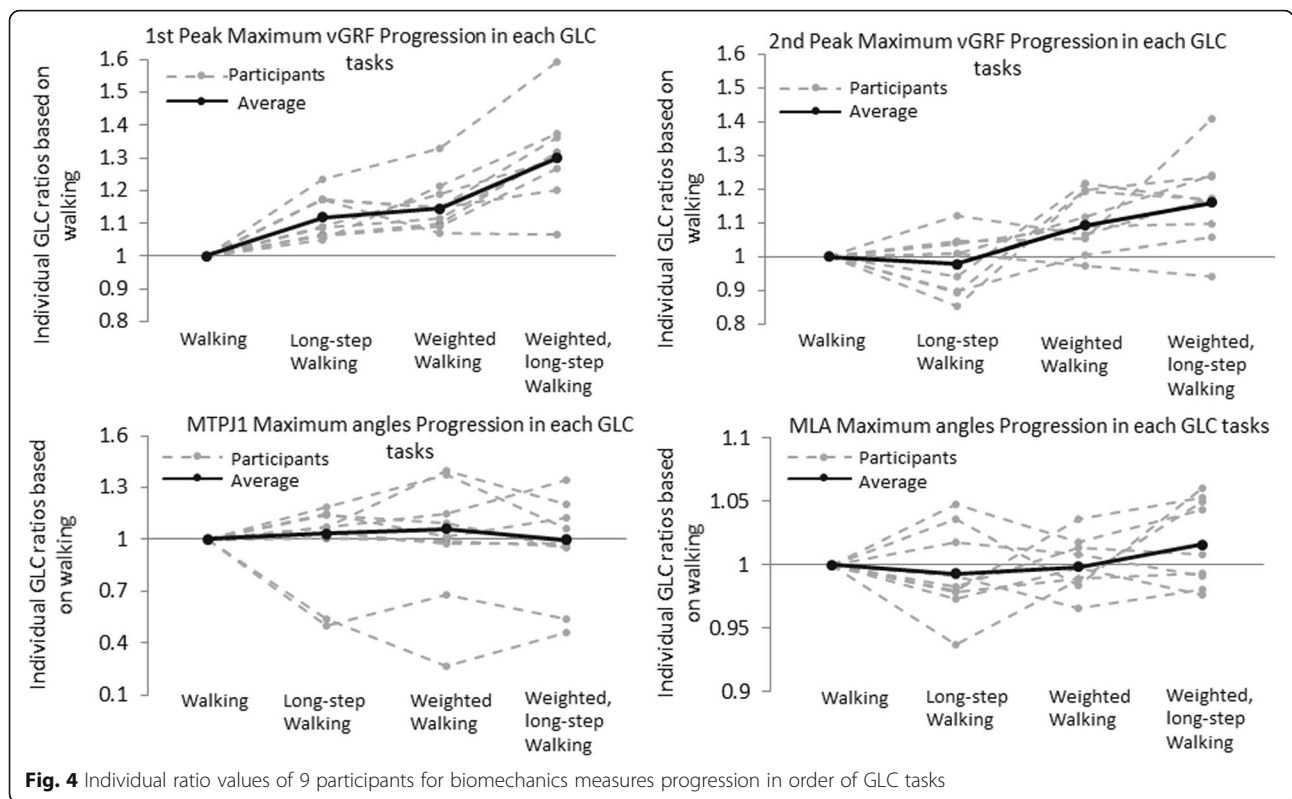 1st Peak Maximum vGRF Progression in each GLC
tasks
Individual GLC ratios based on
walking
1.6
1.5
1.4
1.3
1.2
1.1
1
0.9
0.8
Participants
Average
Walking
Long-step
Walking
Weighted
Walking
Weighted,
long-step
Walking
2nd Peak Maximum vGRF Progression in each GLC
tasks
Individual GLC ratios based on
walking
1.6
1.5
1.4
1.3
1.2
1.1
1
0.9
0.8
Participants
Average
Walking
Long-step
Walking
Weighted
Walking
Weighted,
long-step
Walking
MTPJ1 Maximum angles Progression in each GLC
tasks
Individual GLC ratios based
on walking
1.6
1.3
1
0.7
0.4
0.1
Participants
Average
Walking
Long-step
Walking
Weighted
Walking
Weighted,
long-step
Walking
MLA Maximum angles Progression in each GLC tasks
Individual GLC ratios based on
walking
1.1
1.05
1
0.95
0.9
Participants
Average
Walking
Long-step
Walking
Weighted
Walking
Weighted,
long-step
Walking
Fig. 4 Individual ratio values of 9 participants for biomechanics measures progression in order of GLC tasks